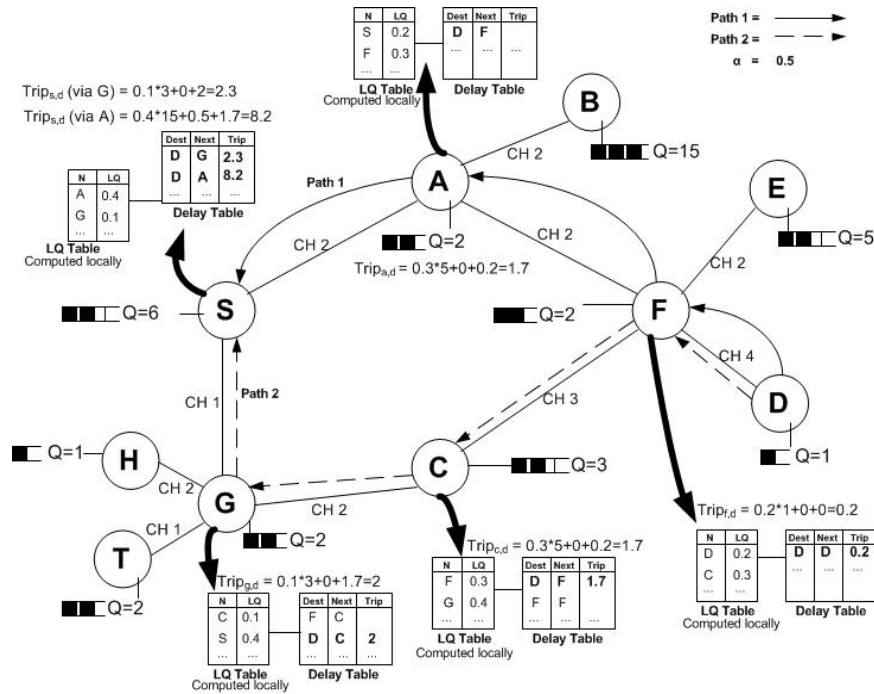 N LQ
S 0.2
F 0.3
...
LQ Table
Computed locally
Dest Next Trip
D F
... ...
Delay Table
Path 1 =
Path 2 =
α = 0.5
Trip s,d (via G) = 0.1*3+0+2=2.3
Trip s,d (via A) = 0.4*15+0.5+1.7=8.2
N LQ
A 0.4
G 0.1
...
LQ Table
Computed locally
Dest Next Trip
D G 2.3
D A 8.2
... ... ...
Delay Table
B
Q=15
CH 2
Path 1
A
E
Q=5
CH 2
CH 2
Q=2
CH 2
Trip a,d = 0.3*5+0+0.2=1.7
S
Q=6
Q=2
F
CH 4
CH 1
Path 2
CH 3
D
Q=1
H
Q=1
CH 2
C
Q=3
G
CH 2
CH 1
T
Q=2
Q=2
Trip f,d = 0.2*1+0+0=0.2
N LQ
D 0.2
C 0.3
... ...
LQ Table
Computed locally
Dest Next Trip
D D 0.2
... ...
Delay Table
Trip c,d = 0.3*5+0+0.2=1.7
N LQ
F 0.3
G 0.4
... ...
LQ Table
Computed locally
Dest Next Trip
D F 1.7
F F
... ...
Delay Table
Trip g,d = 0.1*3+0+1.7=2
N LQ
C 0.1
S 0.4
... ...
LQ Table
Computed locally
Dest Next Trip
F C
D C 2
... ...
Delay Table